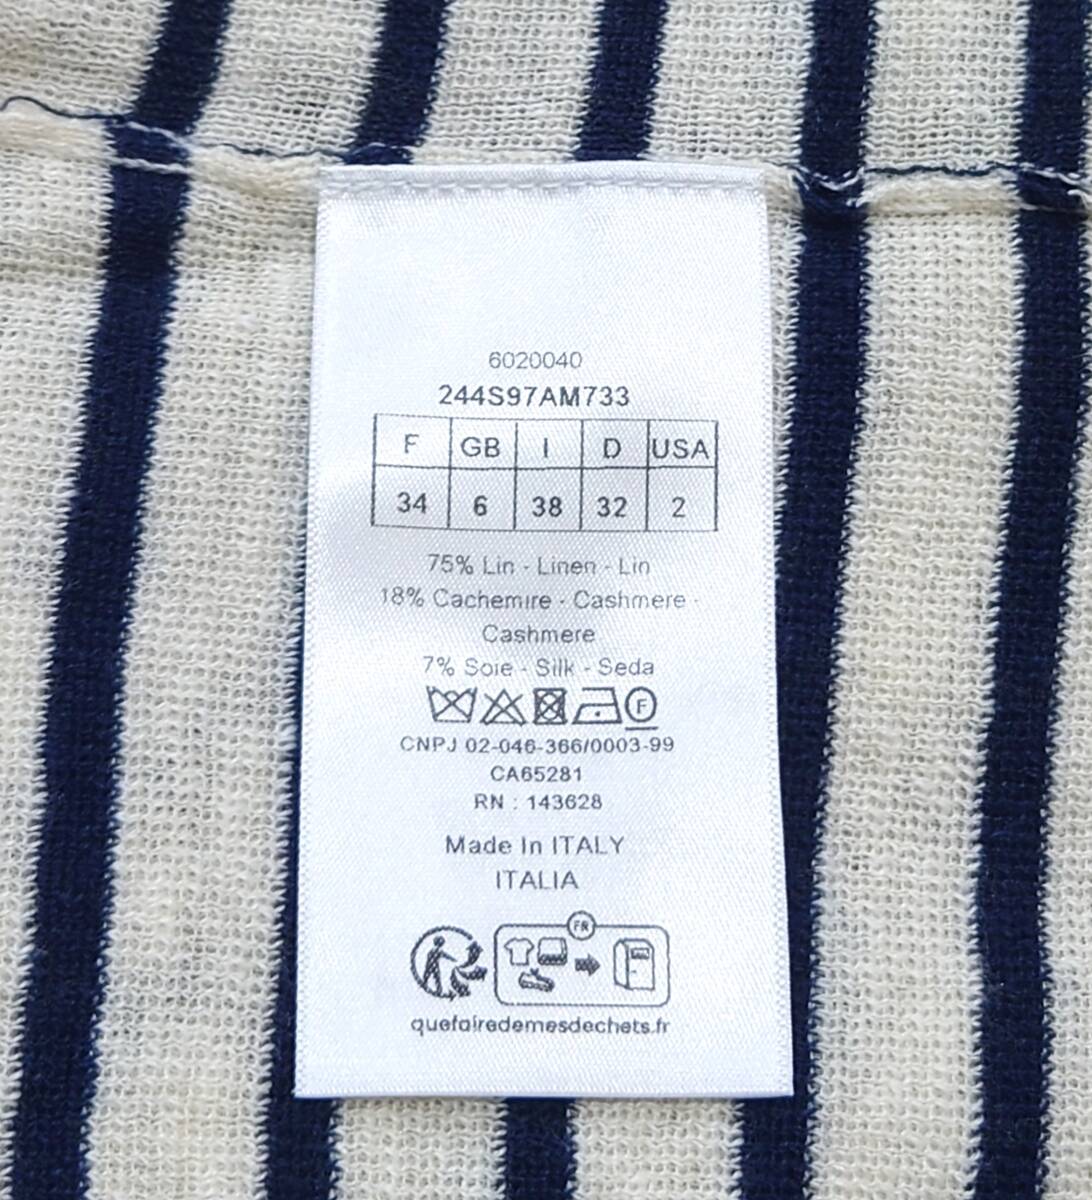 6020040
244S97AM733
F GB I D USA
34 6 38 32 2
75% Lin - Linen - Lin
18% Cachemire - Cashmere -
Cashmere
7% Soie - Silk - Seda
F
CNPJ 02-046-366/0003-99
CA65281
RN : 143628
Made In ITALY
ITALIA
FR
quefairedemesdechets.fr